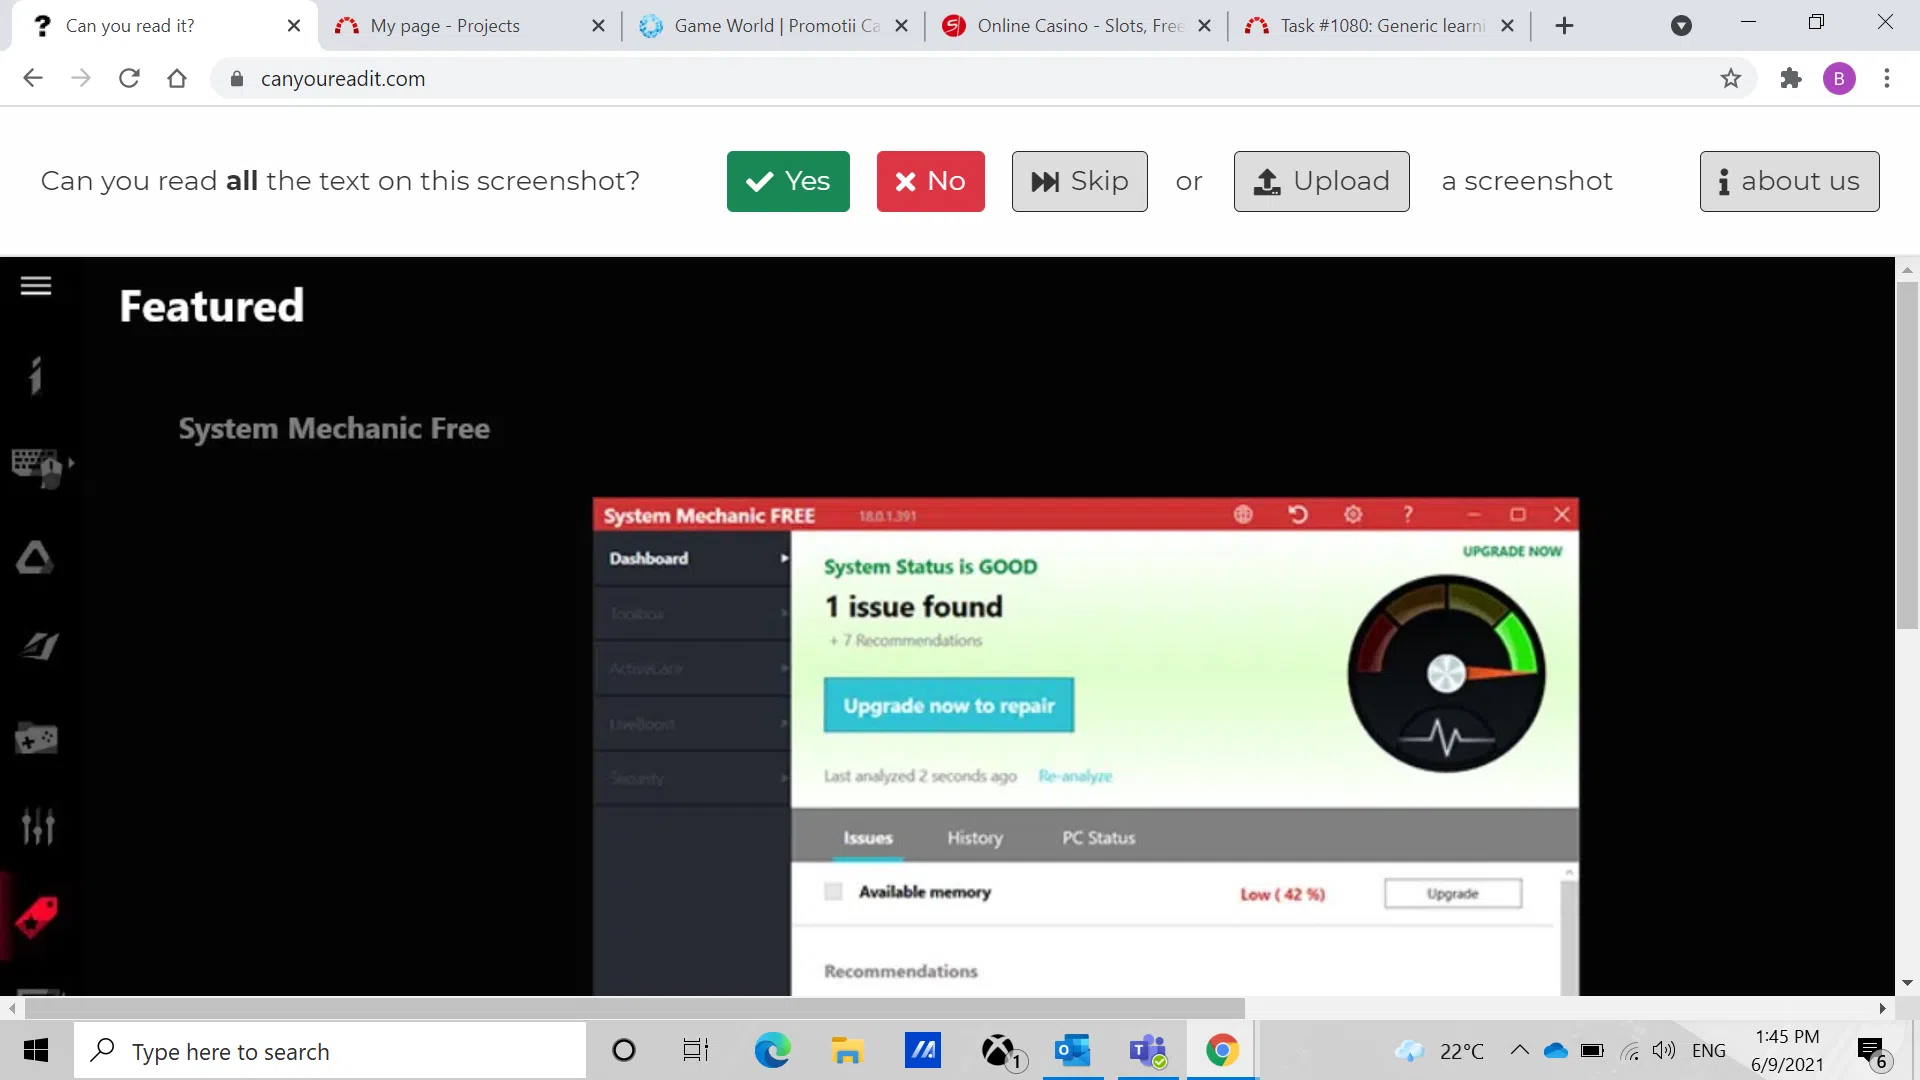 Can you read it?
My page - Projects
Game World | Promotii Ca
Online Casino - Slots, Free
Task #1080: Generic learni
canyoureadit.com
B
Can you read all the text on this screenshot?
Yes
No
Skip
or
Upload
a screenshot
about us
Featured
System Mechanic Free
System Mechanic FREE
18.0.1.391
?
Dashboard
Toolbox
ActiveCare
LiveBoost
Security
UPGRADE NOW
System Status is GOOD
1 issue found
+ 7 Recommendations
Upgrade now to repair
Last analyzed 2 seconds ago Re-analyze
Issues History PC Status
Available memory Low ( 42 %) Upgrade
Recommendations
Type here to search
1
22°C
ENG
1:45 PM
6/9/2021
6